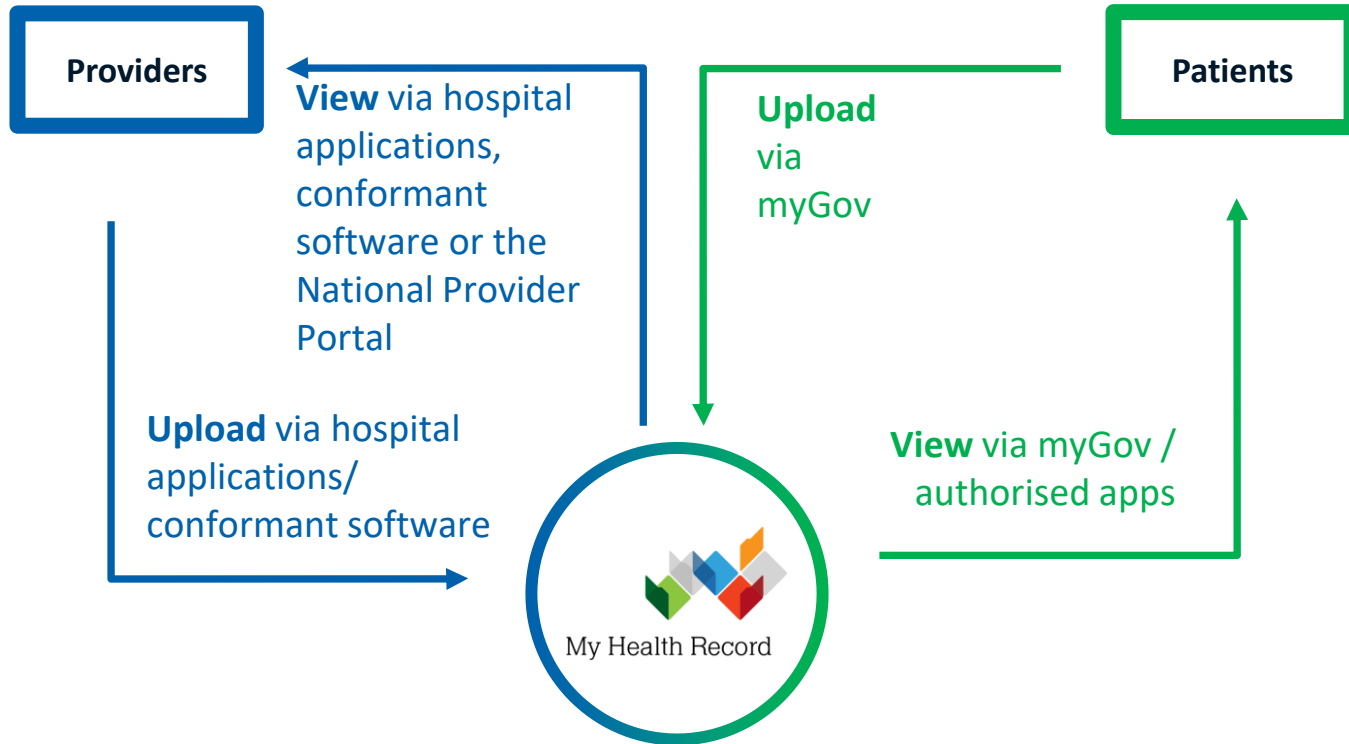 Providers
View via hospital
applications,
conformant
software or the
National Provider
Portal
Upload
via
myGov
Patients
Upload via hospital
applications/
conformant software
View via myGov /
authorised apps
My Health Record